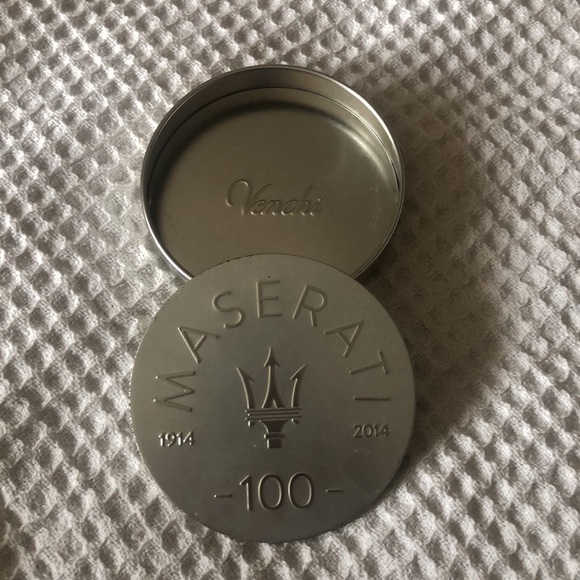 Venchi
MASERATI
1914
2014
-100-